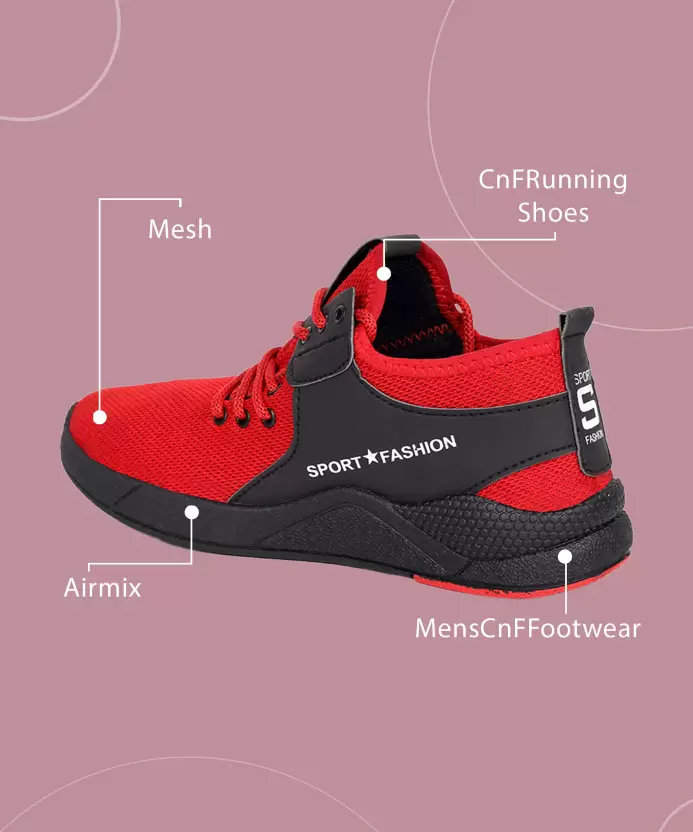 CnFRunning
Shoes
Mesh
SPORT
S
FASHION
SPORT★FASHION
Airmix
MensCnFFootwear